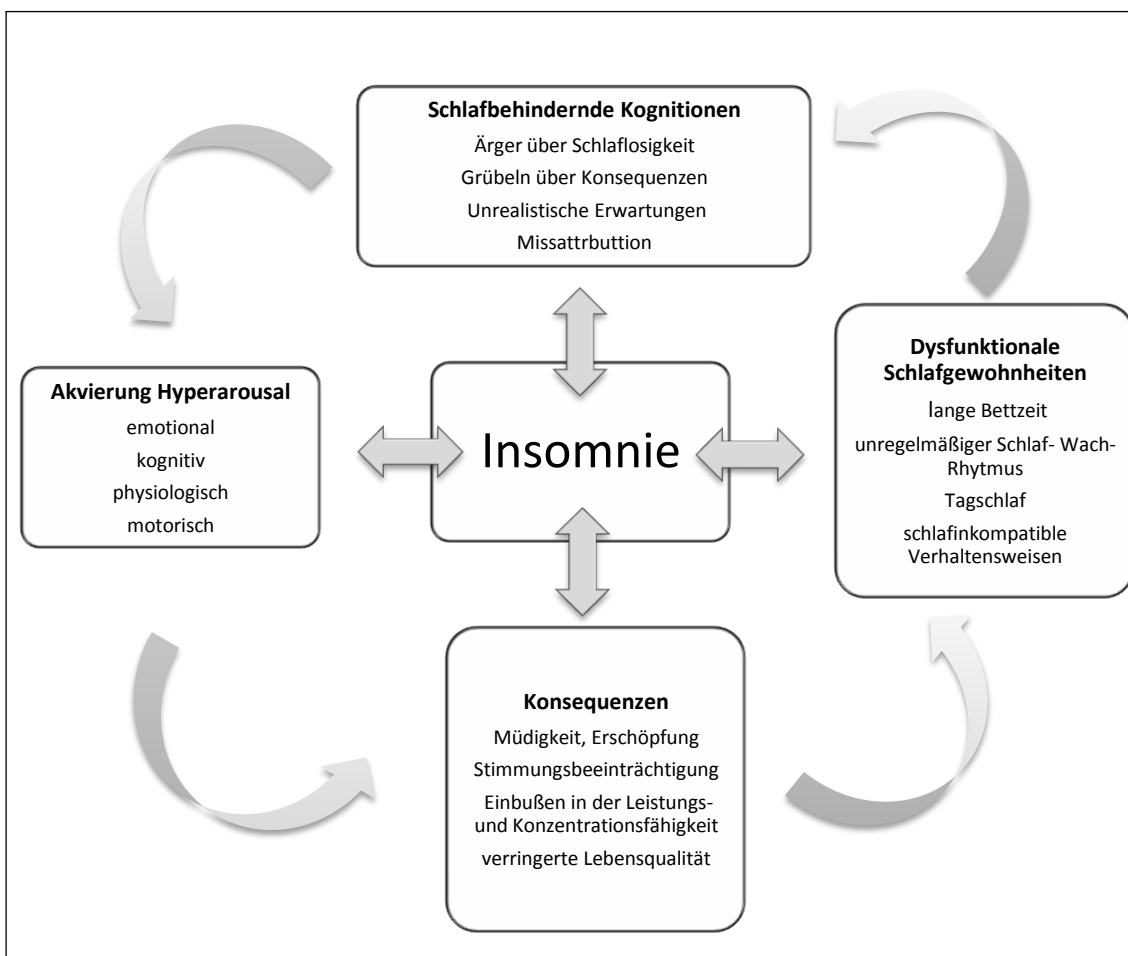 Schlafbehindernde Kognitionen
Ärger über Schlaflosigkeit
Grübeln über Konsequenzen
Unrealistische Erwartungen
Missattrbuttion
Akvierung Hyperarousal
emotional
kognitiv
physiologisch
motorisch
Insomnie
Dysfunktionale
Schlafgewohnheiten
lange Bettzeit
unregelmäßiger Schlaf- Wach-
Rhytmus
Tagschlaf
schlafinkompatible
Verhaltensweisen
Konsequenzen
Müdigkeit, Erschöpfung
Stimmungsbeeinträchtigung
Einbußen in der Leistungs-
und Konzentrationsfähigkeit
verringerte Lebensqualität